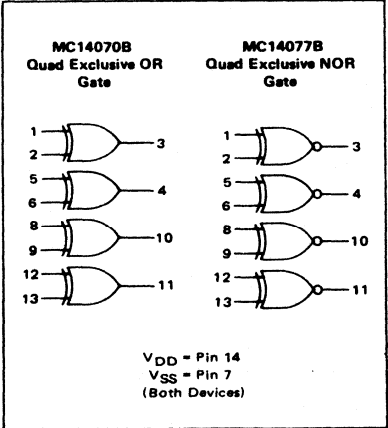 MC14070B
Quad Exclusive OR
Gate
1
2
3
5
6
4
8
9
10
12
13
11
MC14077B
Quad Exclusive NOR
Gate
1
2
3
5
6
4
8
9
10
12
13
11
VDD = Pin 14
VSS = Pin 7
(Both Devices)